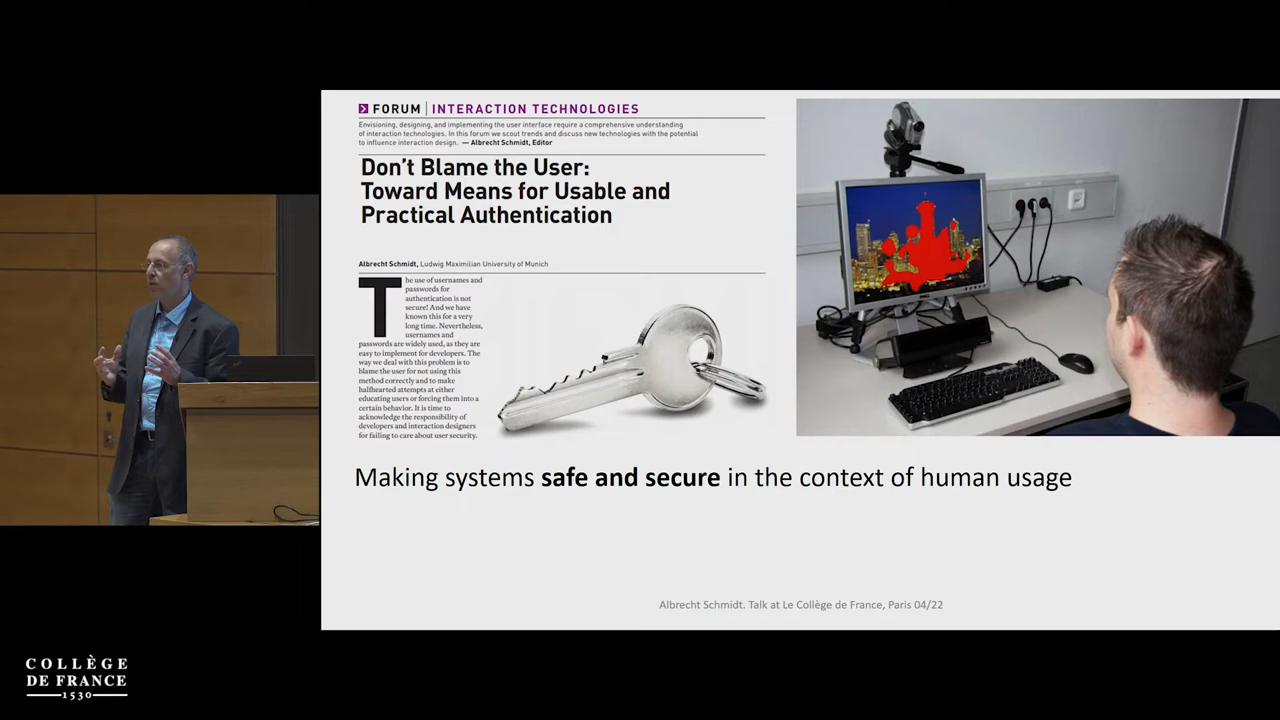 FORUM | INTERACTION TECHNOLOGIES
Envisioning, designing, and implementing the user interface require a comprehensive understanding
of interaction technologies. In this forum we scout trends and discuss new technologies with the potential
to influence interaction design. — Albrecht Schmidt, Editor
Don’t Blame the User:
Toward Means for Usable and
Practical Authentication
Albrecht Schmidt, Ludwig Maximilian University of Munich
The use of usernames and
passwords for
authentication is not
secure! And we have
known this for a very
long time. Nevertheless,
usernames and
passwords are widely used, as they are
easy to implement for developers. The
way we deal with this problem is to
blame the user for not using this
method correctly and to make
halfhearted attempts at either
educating users or forcing them into a
certain behavior. It is time to
acknowledge the responsibility of
developers and interaction designers
for failing to care about user security.
Making systems safe and secure in the context of human usage
Albrecht Schmidt. Talk at Le Collège de France, Paris 04/22
COLLÈGE
DE FRANCE
1530